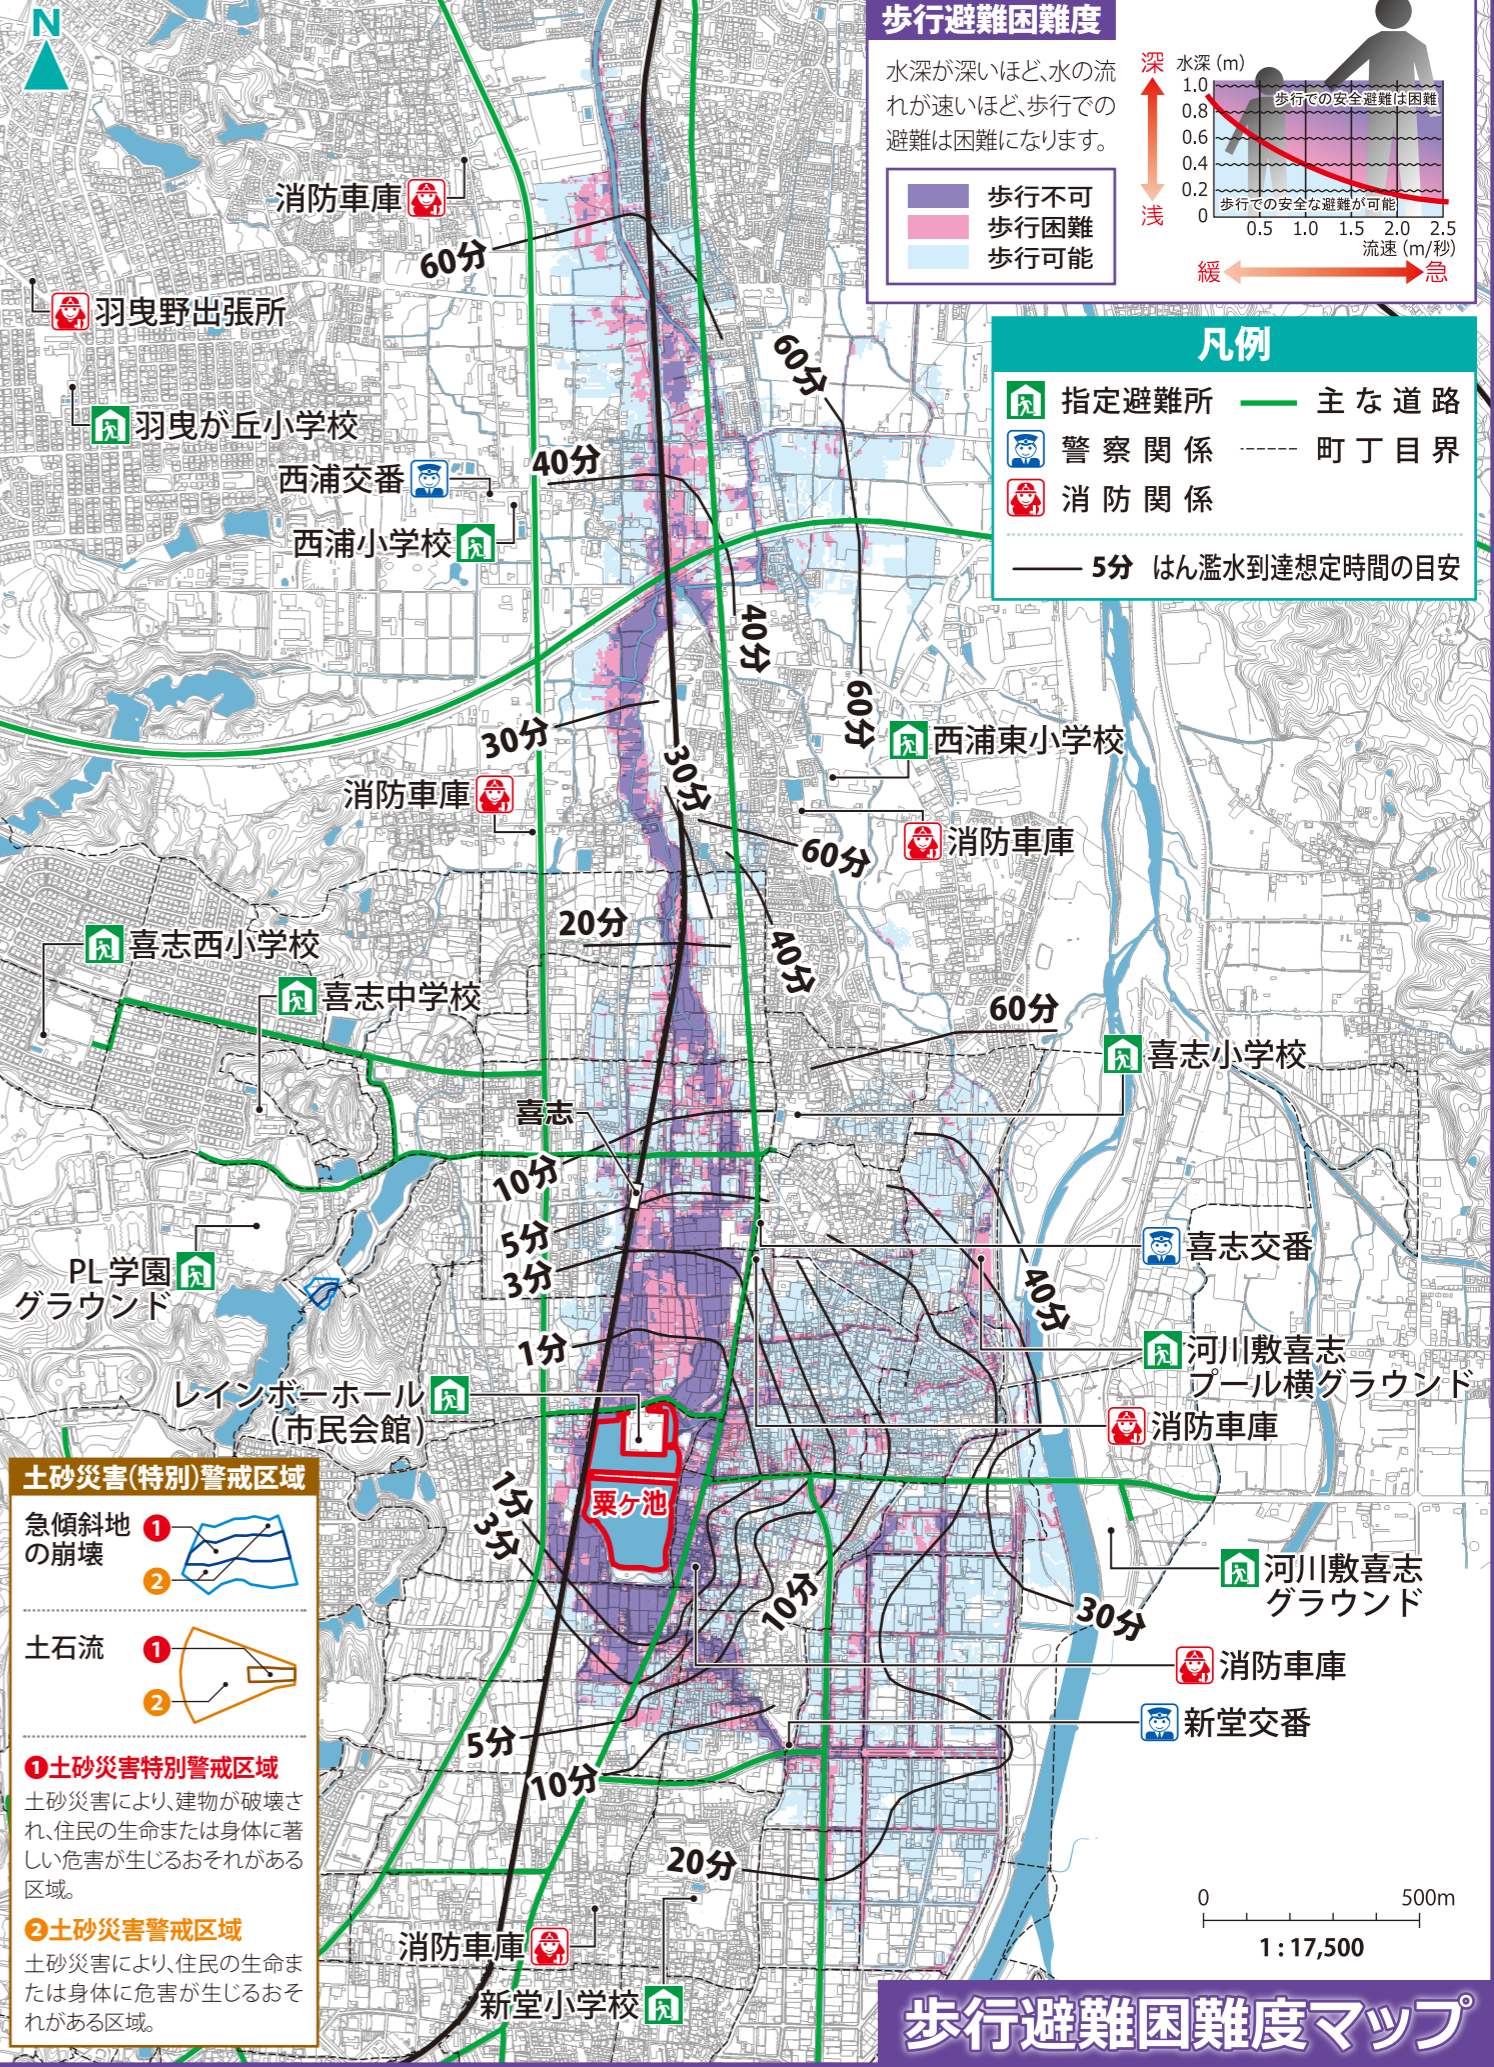 N
歩行避難困難度
水深が深いほど、水の流
れが速いほど、歩行での
避難は困難になります。
歩行不可
歩行困難
歩行可能
深
浅
水深（m）
1.0
0.8
0.6
0.4
0.2
0
歩行での安全避難は困難
歩行での安全な避難が可能
0.5
1.0
1.5
2.0
2.5
流速（m/秒）
緩
急
凡例
指定避難所
主な道路
警察関係
町丁目界
消防関係
5分 はん濫水到達想定時間の目安
消防車庫
60分
羽曳野出張所
60分
羽曳が丘小学校
40分
西浦交番
西浦小学校
40分
60分
30分
西浦東小学校
30分
消防車庫
60分
消防車庫
20分
喜志西小学校
40分
喜志中学校
60分
喜志小学校
喜志
10分
5分
喜志交番
3分
PL学園
グラウンド
40分
1分
河川敷喜志
プール横グラウンド
レインボーホール
（市民会館）
消防車庫
粟ヶ池
1分
3分
10分
河川敷喜志
グラウンド
30分
消防車庫
新堂交番
5分
10分
20分
消防車庫
新堂小学校
土砂災害(特別)警戒区域
急傾斜地
の崩壊
1
2
土石流
1
2
❶土砂災害特別警戒区域
土砂災害により、建物が破壊さ
れ、住民の生命または身体に著
しい危害が生じるおそれがある
区域。
❷土砂災害警戒区域
土砂災害により、住民の生命ま
たは身体に危害が生じるおそ
れがある区域。
0
500m
1：17,500
歩行避難困難度マップ